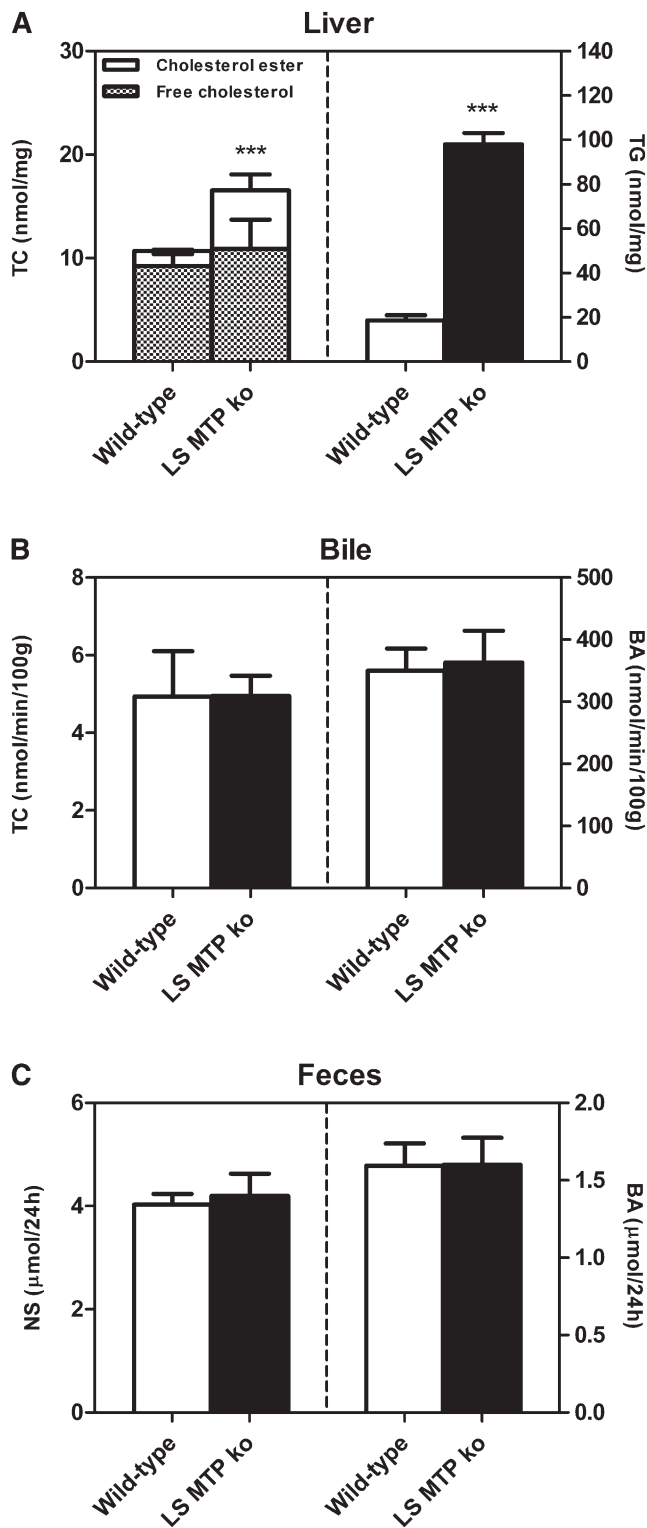 A
Liver
30
20
10
0
TC (nmol/mg)
Cholesterol ester
Free cholesterol
***
***
140
120
100
80
60
40
20
0
TG (nmol/mg)
Wild-type
LS MTP ko
Wild-type
LS MTP ko
B
Bile
8
6
4
2
0
TC (nmol/min/100g)
500
400
300
200
100
0
BA (nmol/min/100g)
Wild-type
LS MTP ko
Wild-type
LS MTP ko
C
Feces
6
4
2
0
NS (μmol/24h)
2.0
1.5
1.0
0.5
0.0
BA (μmol/24h)
Wild-type
LS MTP ko
Wild-type
LS MTP ko